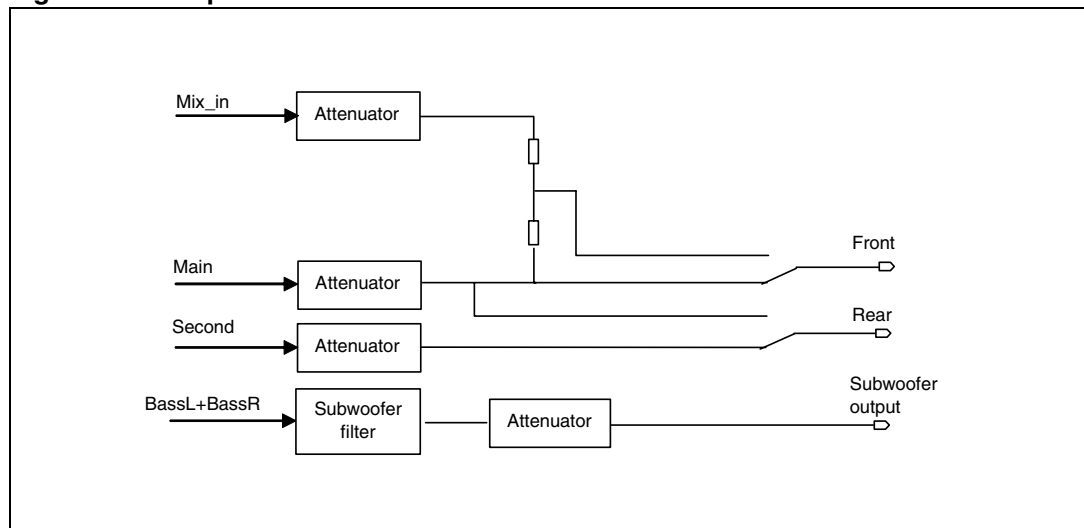 Mix_in
Attenuator
Front
Main
Attenuator
Rear
Second
Attenuator
Subwoofer
output
BassL+BassR
Subwoofer
filter
Attenuator